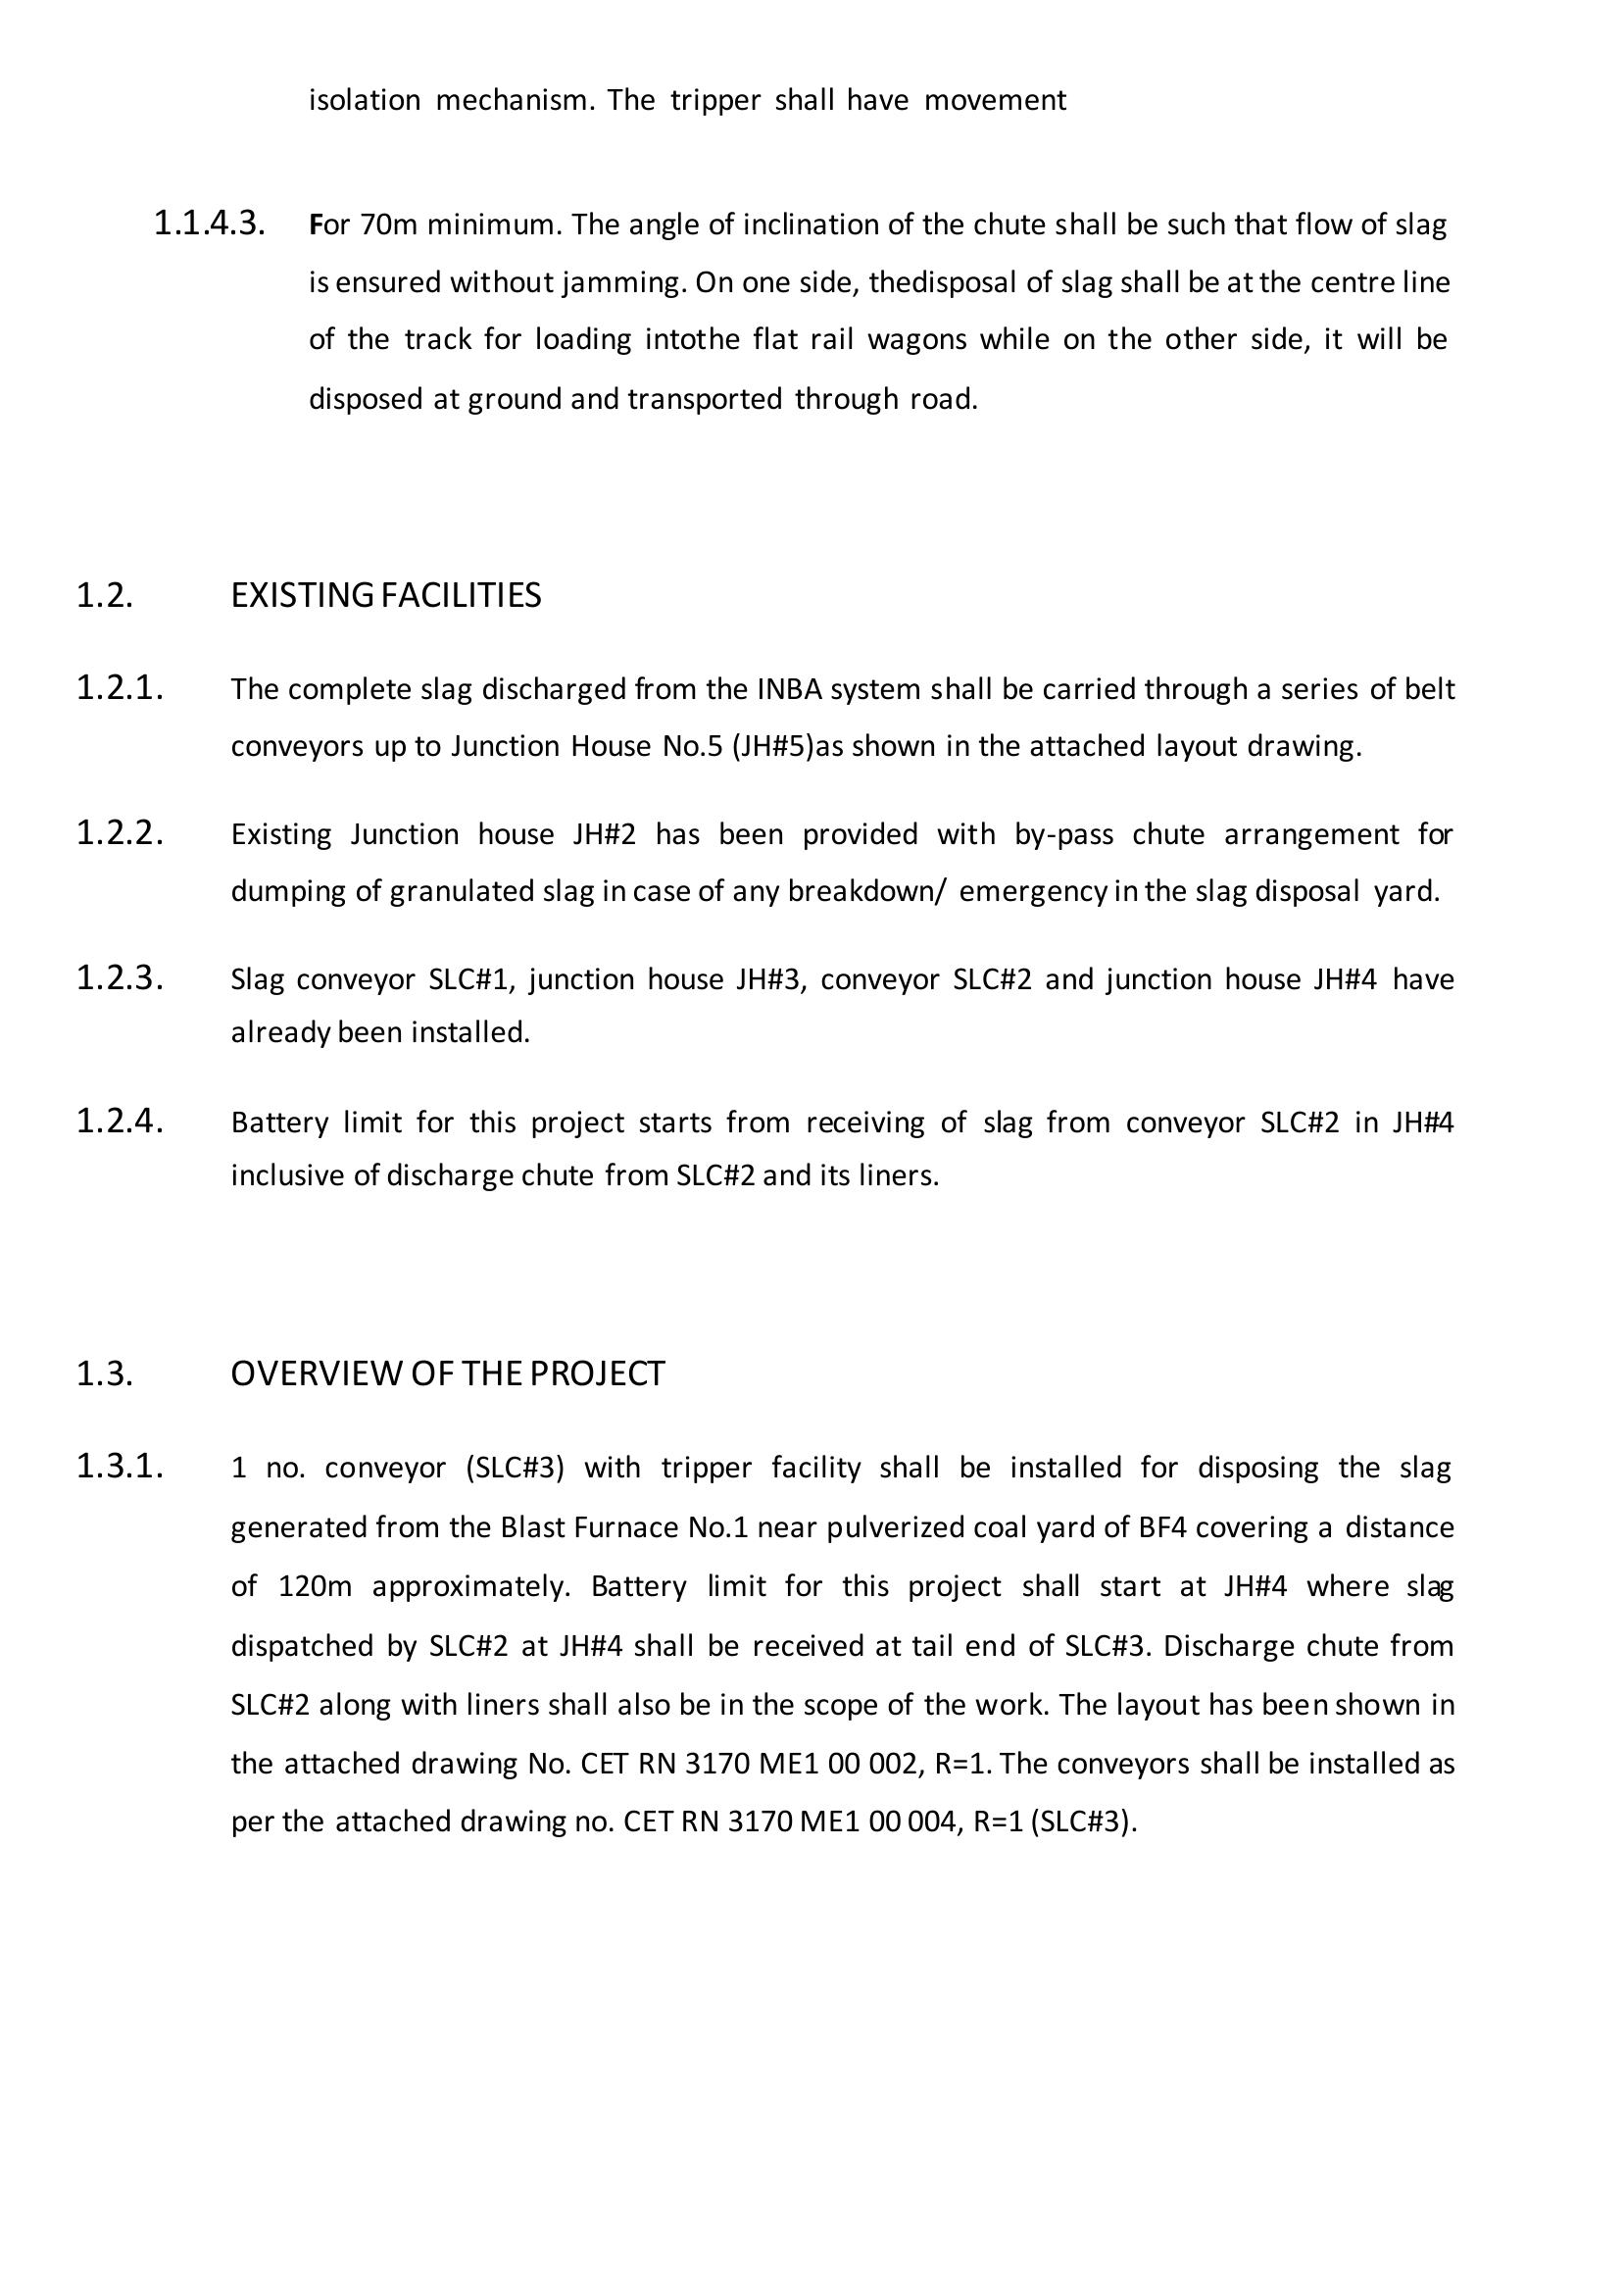 isolation mechanism. The tripper shall have movement
1.1.4.3. For 70m minimum. The angle of inclination of the chute shall be such that flow of slag
is ensured without jamming. On one side, thedisposal of slag shall be at the centre line
of the track for loading intothe flat rail wagons while on the other side, it will be
disposed at ground and transported through road.
1.2. EXISTING FACILITIES
1.2.1. The complete slag discharged from the INBA system shall be carried through a series of belt
conveyors up to Junction House No.5 (JH#5)as shown in the attached layout drawing.
1.2.2. Existing Junction house JH#2 has been provided with by-pass chute arrangement for
dumping of granulated slag in case of any breakdown/ emergency in the slag disposal yard.
1.2.3. Slag conveyor SLC#1, junction house JH#3, conveyor SLC#2 and junction house JH#4 have
already been installed.
1.2.4. Battery limit for this project starts from receiving of slag from conveyor SLC#2 in JH#4
inclusive of discharge chute from SLC#2 and its liners.
1.3. OVERVIEW OF THE PROJECT
1.3.1. 1 no. conveyor (SLC#3) with tripper facility shall be installed for disposing the slag
generated from the Blast Furnace No.1 near pulverized coal yard of BF4 covering a distance
of 120m approximately. Battery limit for this project shall start at JH#4 where slag
dispatched by SLC#2 at JH#4 shall be received at tail end of SLC#3. Discharge chute from
SLC#2 along with liners shall also be in the scope of the work. The layout has been shown in
the attached drawing No. CET RN 3170 ME1 00 002, R=1. The conveyors shall be installed as
per the attached drawing no. CET RN 3170 ME1 00 004, R=1 (SLC#3).